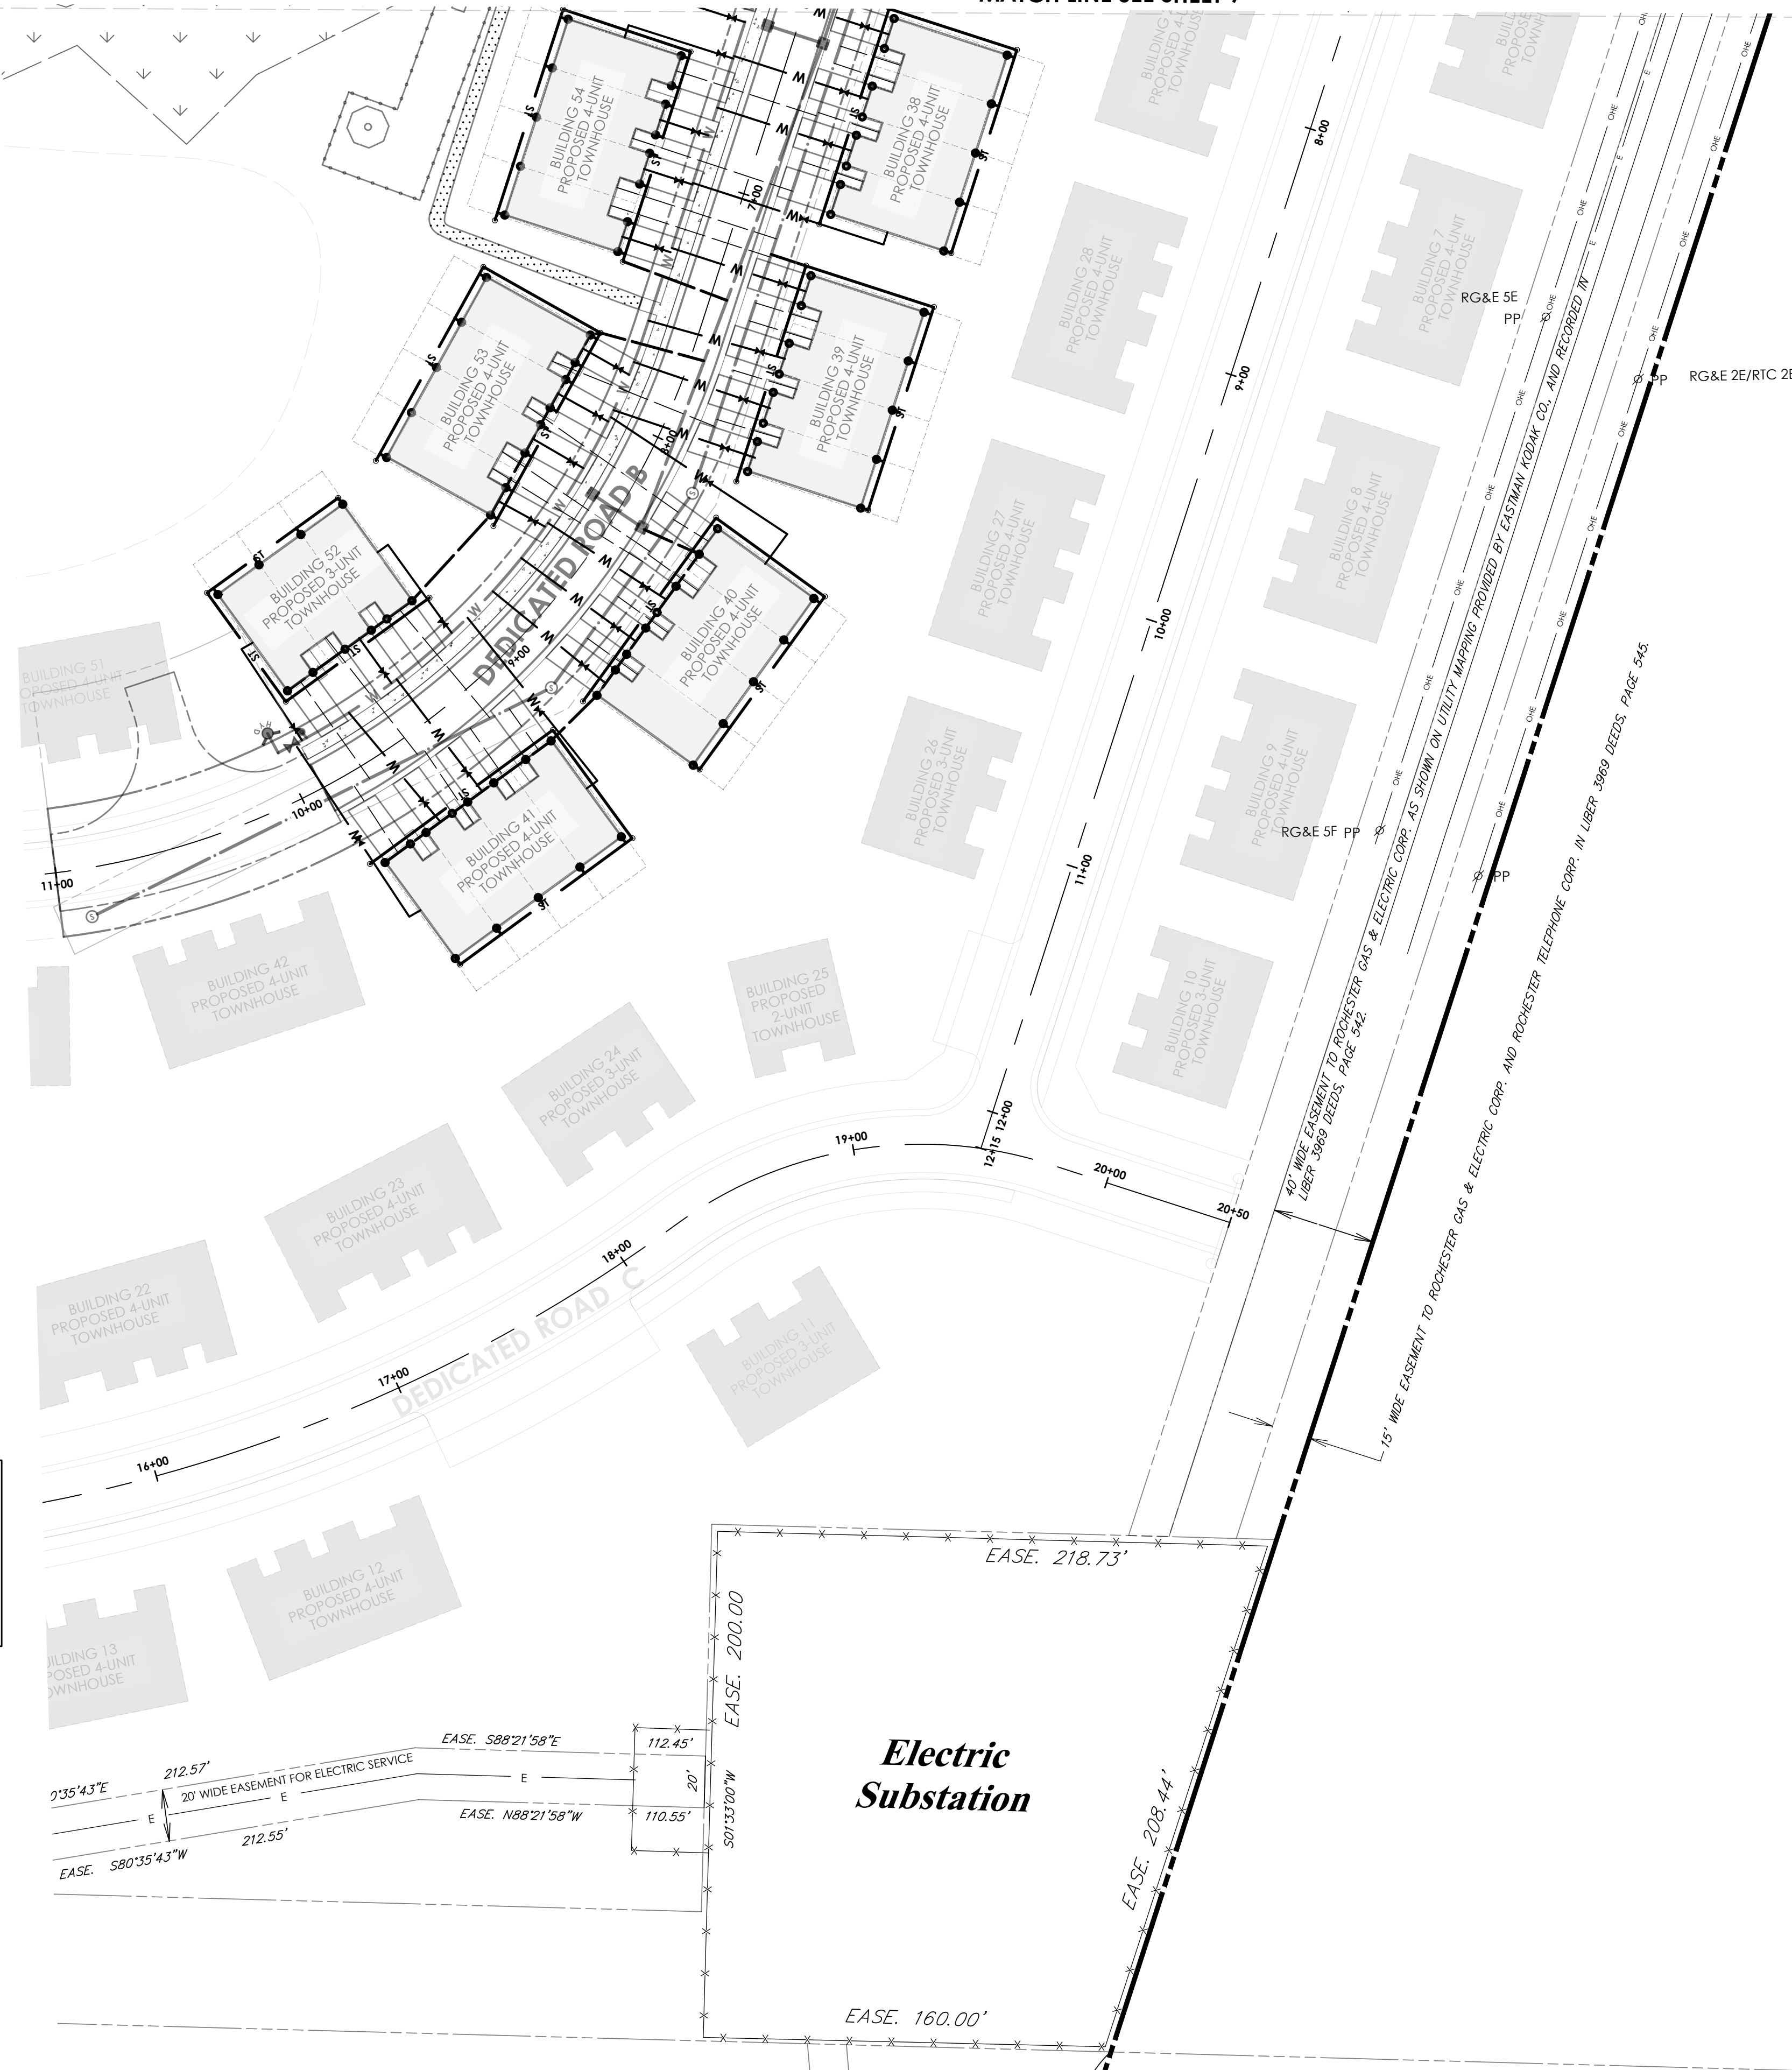 BUILDING 54
PROPOSED 4-UNIT
TOWNHOUSE
BUILDING 38
PROPOSED 4-UNIT
TOWNHOUSE
7+00
8+00
BUILDING 28
PROPOSED 4-UNIT
TOWNHOUSE
BUILDING 7
PROPOSED 4-UNIT
TOWNHOUSE
RG&E 5E
PP
PP
RG&E 2E/RTC
BUILDING 53
PROPOSED 4-UNIT
TOWNHOUSE
BUILDING 39
PROPOSED 4-UNIT
TOWNHOUSE
9+00
8+00
DEDICATED ROAD B
BUILDING 27
PROPOSED 4-UNIT
TOWNHOUSE
BUILDING 8
PROPOSED 4-UNIT
TOWNHOUSE
BUILDING 52
PROPOSED 3-UNIT
TOWNHOUSE
BUILDING 40
PROPOSED 4-UNIT
TOWNHOUSE
9+00
10+00
BUILDING 51
TOWNHOUSE
HYD
BUILDING 26
PROPOSED 3-UNIT
TOWNHOUSE
BUILDING 9
PROPOSED 4-UNIT
TOWNHOUSE
RG&E 5F PP
PP
10+00
BUILDING 41
PROPOSED 4-UNIT
TOWNHOUSE
11+00
11+00
BUILDING 42
PROPOSED 4-UNIT
TOWNHOUSE
BUILDING 25
PROPOSED
2-UNIT
TOWNHOUSE
BUILDING 10
PROPOSED 3-UNIT
TOWNHOUSE
BUILDING 24
PROPOSED 3-UNIT
TOWNHOUSE
40' WIDE EASEMENT TO ROCHESTER GAS & ELECTRIC CORP. AS SHOWN ON UTILITY MAPPING PROVIDED BY EASTMAN KODAK CO., AND RECORDED IN
LIBER 3969 DEEDS, PAGE 542.
15' WIDE EASEMENT TO ROCHESTER GAS & ELECTRIC CORP. AND ROCHESTER TELEPHONE CORP. IN LIBER 3969 DEEDS, PAGE 545.
12+15 12+00
19+00
20+00
20+50
BUILDING 23
PROPOSED 4-UNIT
TOWNHOUSE
BUILDING 22
PROPOSED 4-UNIT
TOWNHOUSE
18+00
DEDICATED ROAD C
17+00
16+00
BUILDING 11
PROPOSED 3-UNIT
TOWNHOUSE
BUILDING 12
PROPOSED 4-UNIT
TOWNHOUSE
13
4-UNIT
EASE. 218.73'
EASE. 200.00
Electric
Substation
EASE. 208.44'
EASE. 160.00'
EASE. S88°21'58"E
112.45'
212.57'
20' WIDE EASEMENT FOR ELECTRIC SERVICE
20'
S01°33'00"W
E
E
E
EASE. N88°21'58"W
110.55'
212.55'
EASE. S80°35'43"W